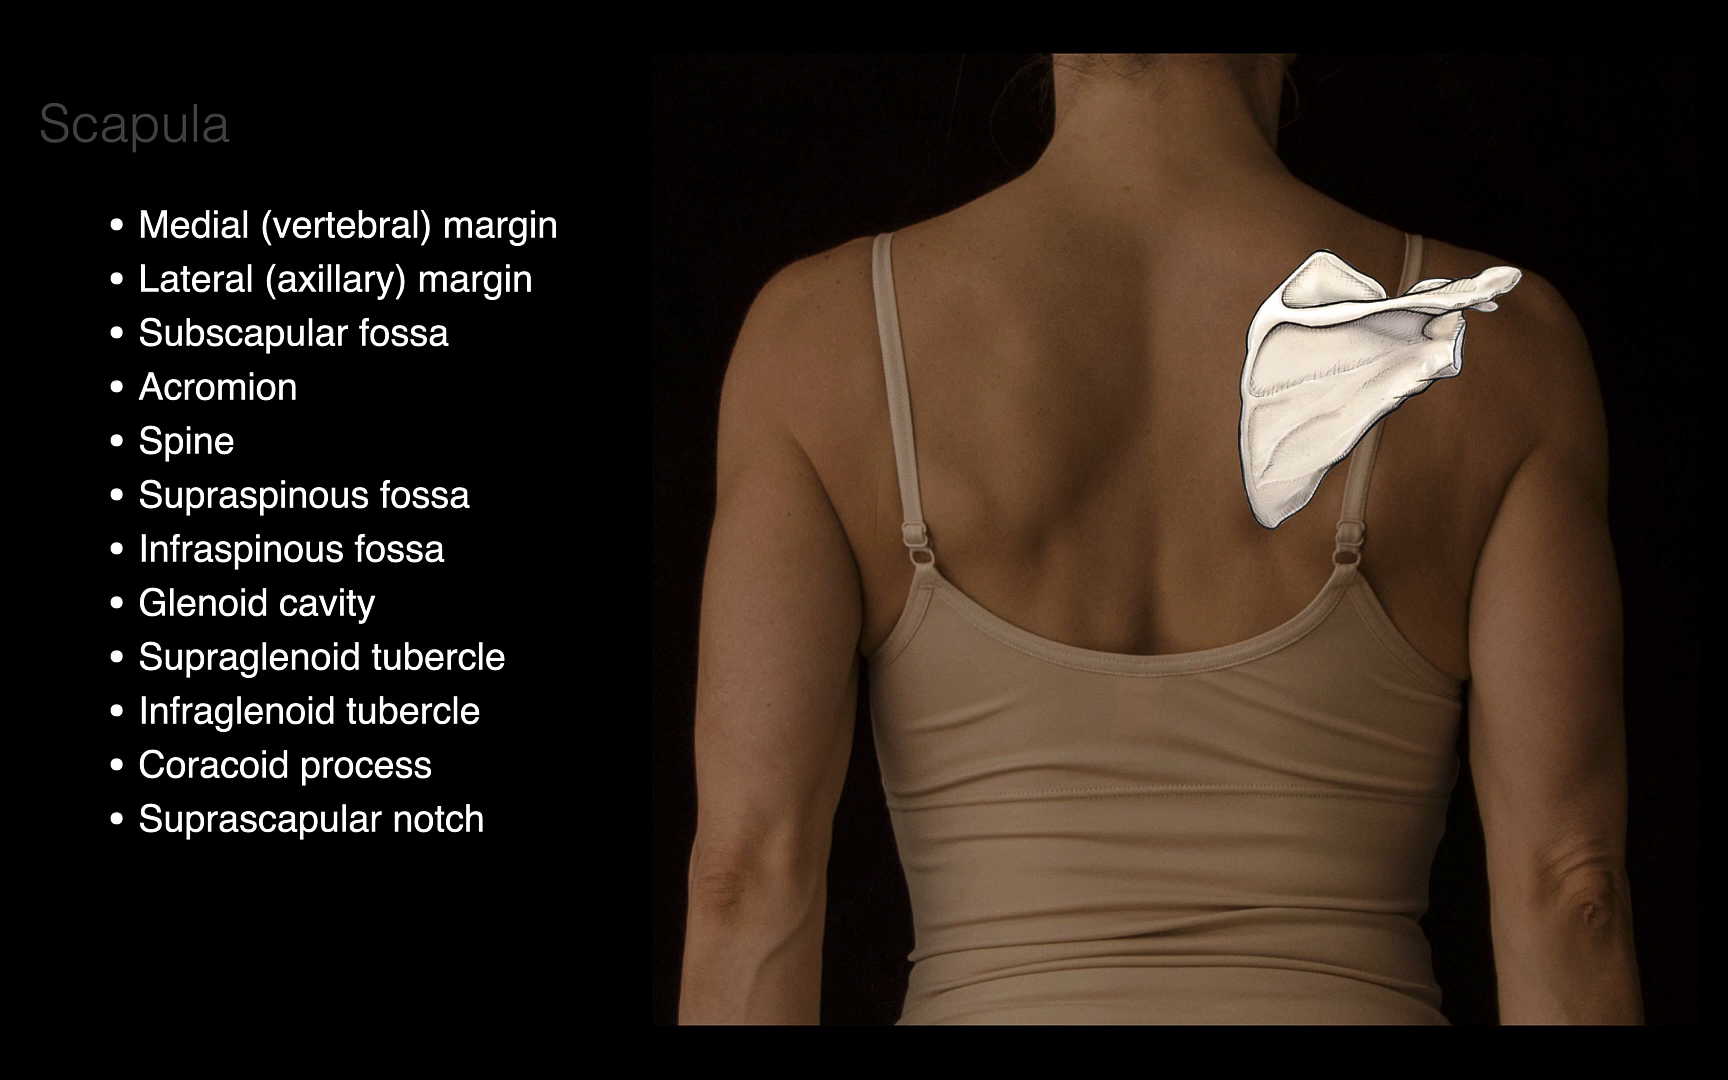 Scapula
• Medial (vertebral) margin
• Lateral (axillary) margin
• Subscapular fossa
• Acromion
• Spine
• Supraspinous fossa
• Infraspinous fossa
• Glenoid cavity
• Supraglenoid tubercle
• Infraglenoid tubercle
• Coracoid process
• Suprascapular notch